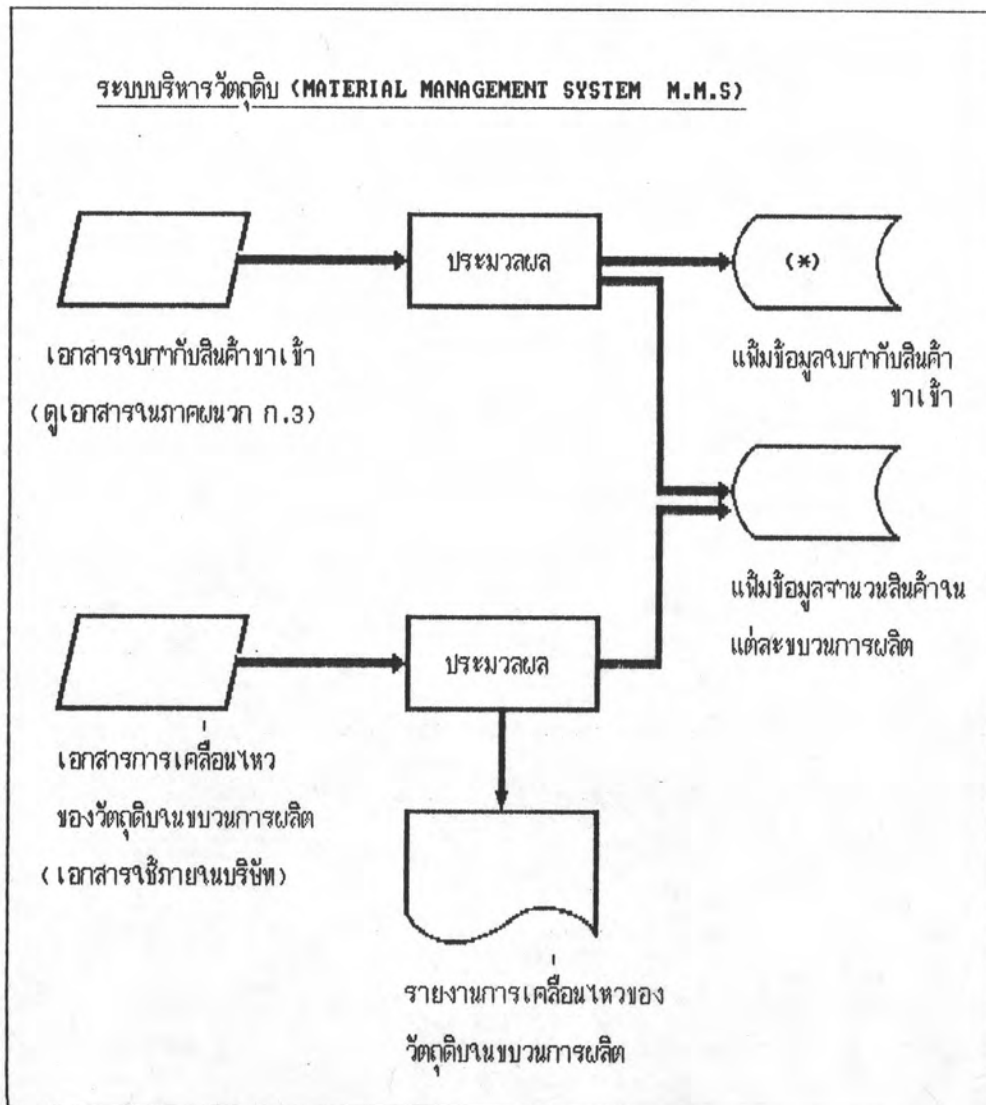 ระบบบริหารวัตถุดิบ (MATERIAL MANAGEMENT SYSTEM M.M.S)
ประมวลผล
(*)
เอกสารใบกำกับสินค้าขาเข้า
(ดูเอกสารในภาคผนวก ก.3)
แฟ้มข้อมูลใบกำกับสินค้า
ขาเข้า
แฟ้มข้อมูลจำนวนสินค้าใน
แต่ละขบวนการผลิต
ประมวลผล
เอกสารการเคลื่อนไหว
ของวัตถุดิบในขบวนการผลิต
(เอกสารใช้ภายในบริษัท)
รายงานการเคลื่อนไหวของ
วัตถุดิบในขบวนการผลิต